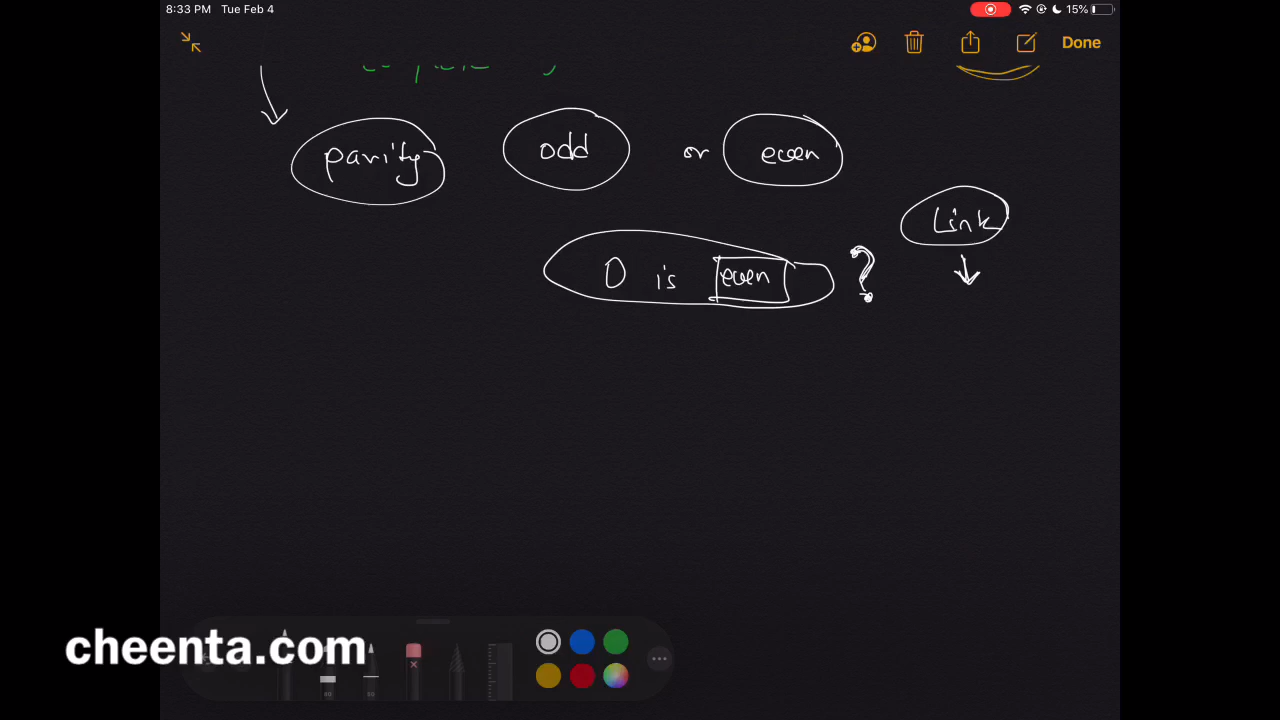 8:33 PM Tue Feb 4 15%
Done
parity odd or even
Link
0 is even ?
cheenta.com